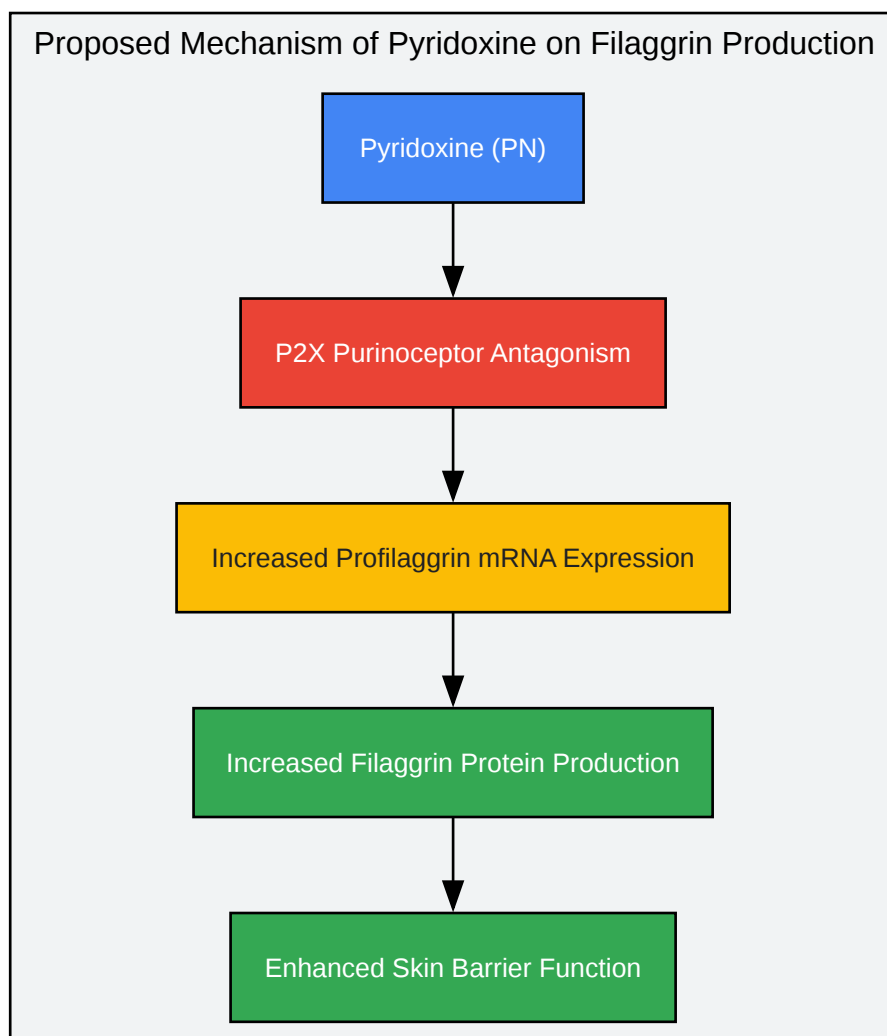 Proposed Mechanism of Pyridoxine on Filaggrin Production
Pyridoxine (PN)
P2X Purinoceptor Antagonism
Increased Profilaggrin mRNA Expression
Increased Filaggrin Protein Production
Enhanced Skin Barrier Function